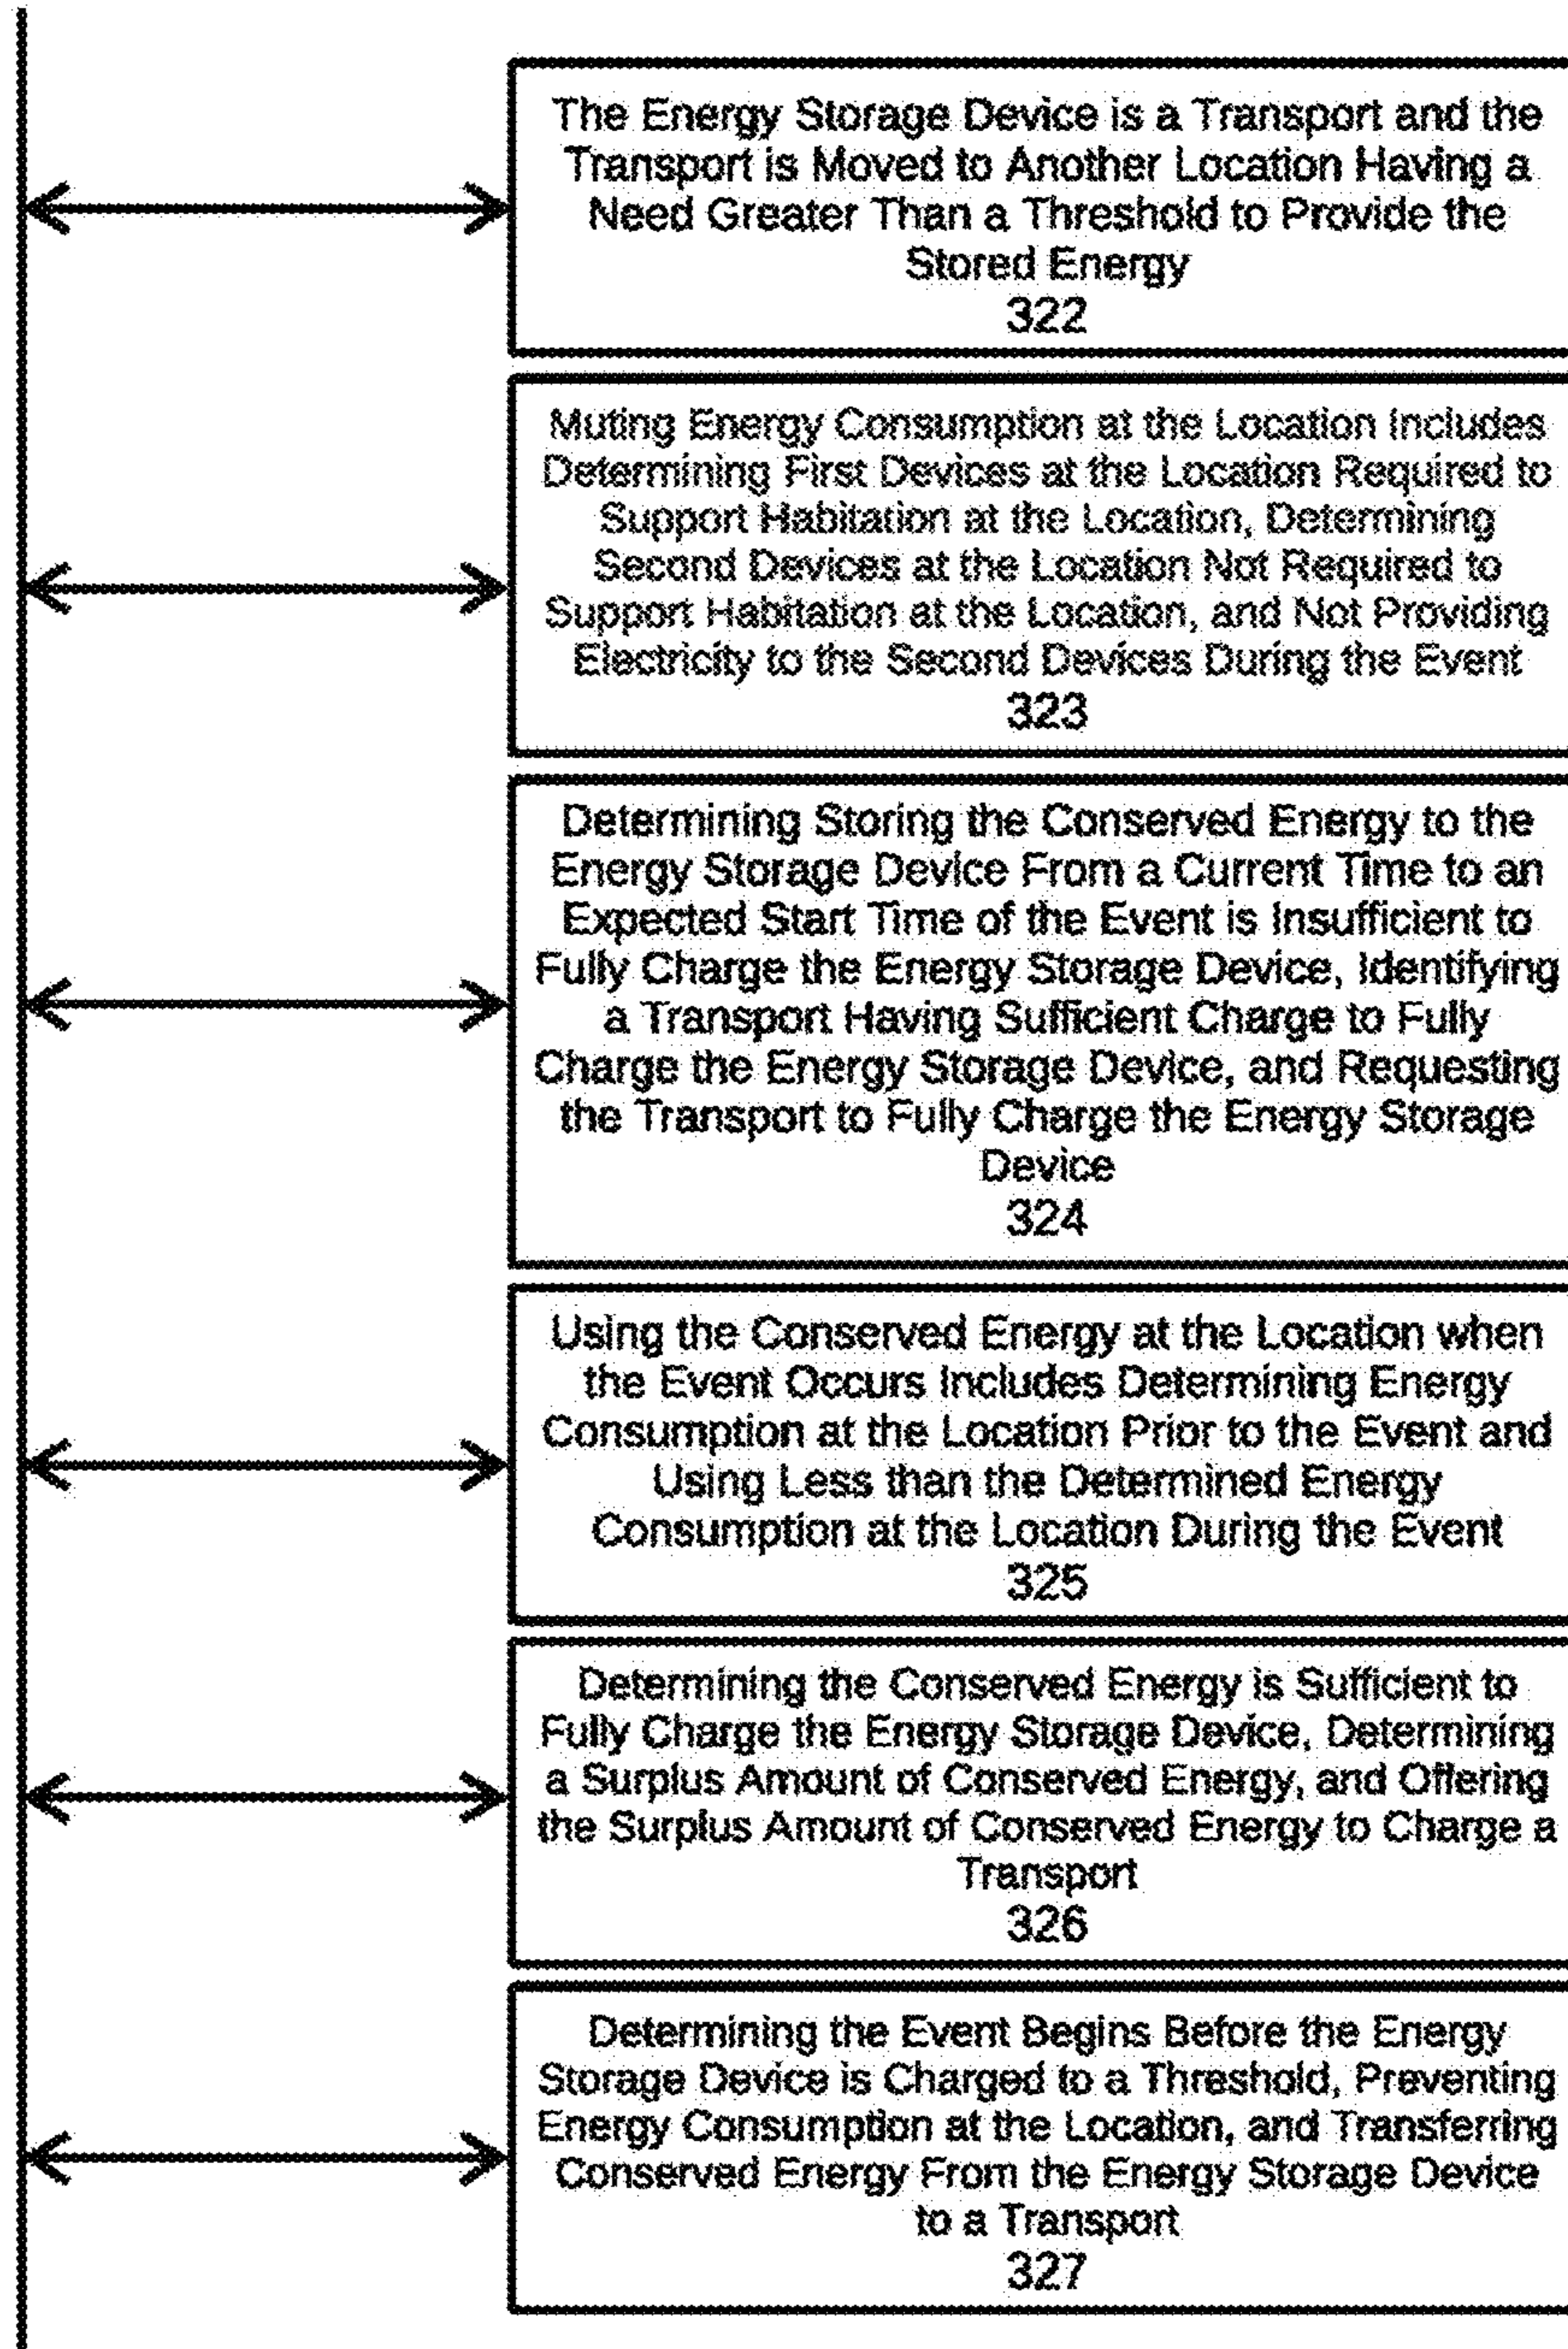 The Energy Storage Device is a Transport and the
Transport is Moved to Another Location Having a
Need Greater Than a Threshold to Provide the
Stored Energy
322
Muting Energy Consumption at the Location Includes
Determining First Devices at the Location Required to
Support Habitation at the Location, Determining
Second Devices at the Location Not Required to
Support Habitation at the Location, and Not Providing
Electricity to the Second Devices During the Event
323
Determining Storing the Conserved Energy to the
Energy Storage Device From a Current Time to an
Expected Start Time of the Event is Insufficient to
Fully Charge the Energy Storage Device, Identifying
a Transport Having Sufficient Charge to Fully
Charge the Energy Storage Device, and Requesting
the Transport to Fully Charge the Energy Storage
Device
324
Using the Conserved Energy at the Location when
the Event Occurs Includes Determining Energy
Consumption at the Location Prior to the Event and
Using Less than the Determined Energy
Consumption at the Location During the Event
325
Determining the Conserved Energy is Sufficient to
Fully Charge the Energy Storage Device, Determining
a Surplus Amount of Conserved Energy, and Offering
the Surplus Amount of Conserved Energy to Charge a
Transport
326
Determining the Event Begins Before the Energy
Storage Device is Charged to a Threshold, Preventing
Energy Consumption at the Location, and Transferring
Conserved Energy From the Energy Storage Device
to a Transport
327